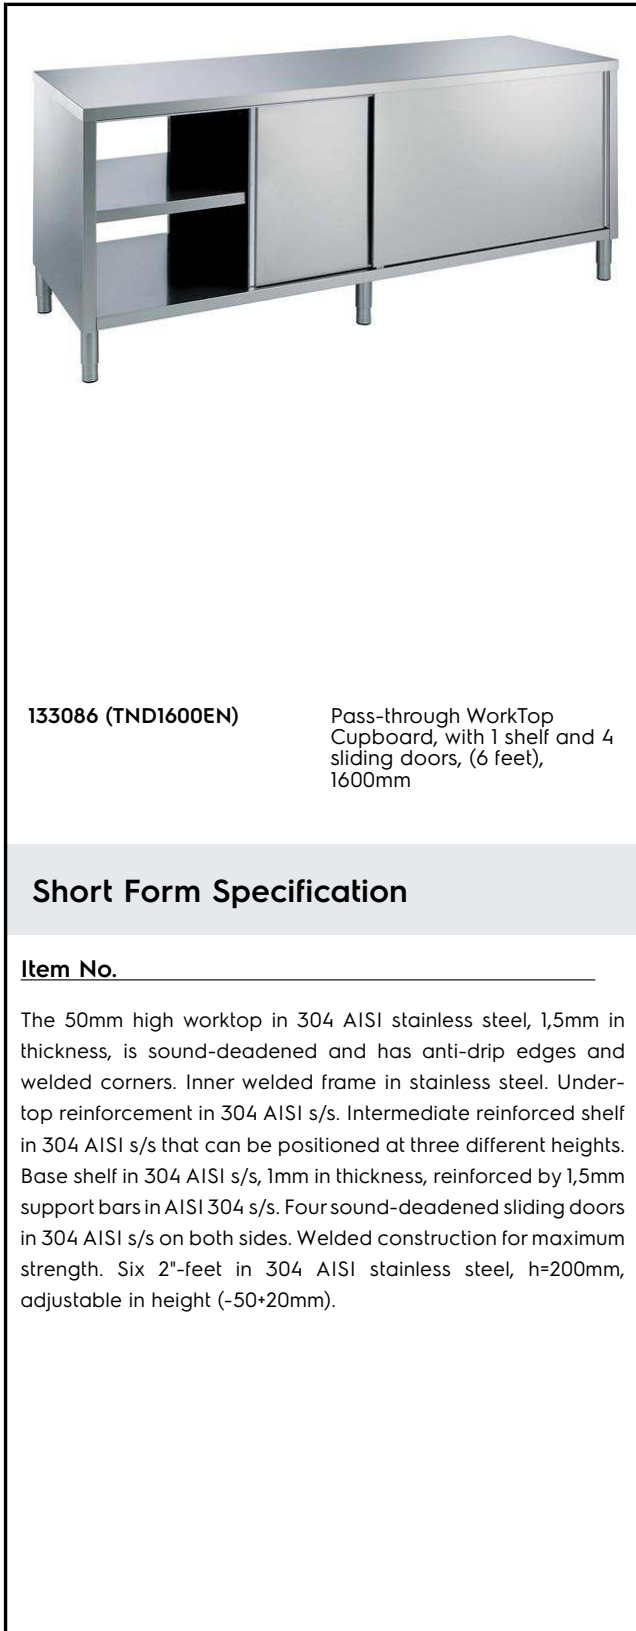 133086 (TND1600EN)
Pass-through WorkTop
Cupboard, with 1 shelf and 4
sliding doors, (6 feet),
1600mm
Short Form Specification
Item No.
The 50mm high worktop in 304 AISI stainless steel, 1,5mm in
thickness, is sound-deadened and has anti-drip edges and
welded corners. Inner welded frame in stainless steel. Under-
top reinforcement in 304 AISI s/s. Intermediate reinforced shelf
in 304 AISI s/s that can be positioned at three different heights.
Base shelf in 304 AISI s/s, 1mm in thickness, reinforced by 1,5mm
support bars in AISI 304 s/s. Four sound-deadened sliding doors
in 304 AISI s/s on both sides. Welded construction for maximum
strength. Six 2"-feet in 304 AISI stainless steel, h=200mm,
adjustable in height (-50+20mm).